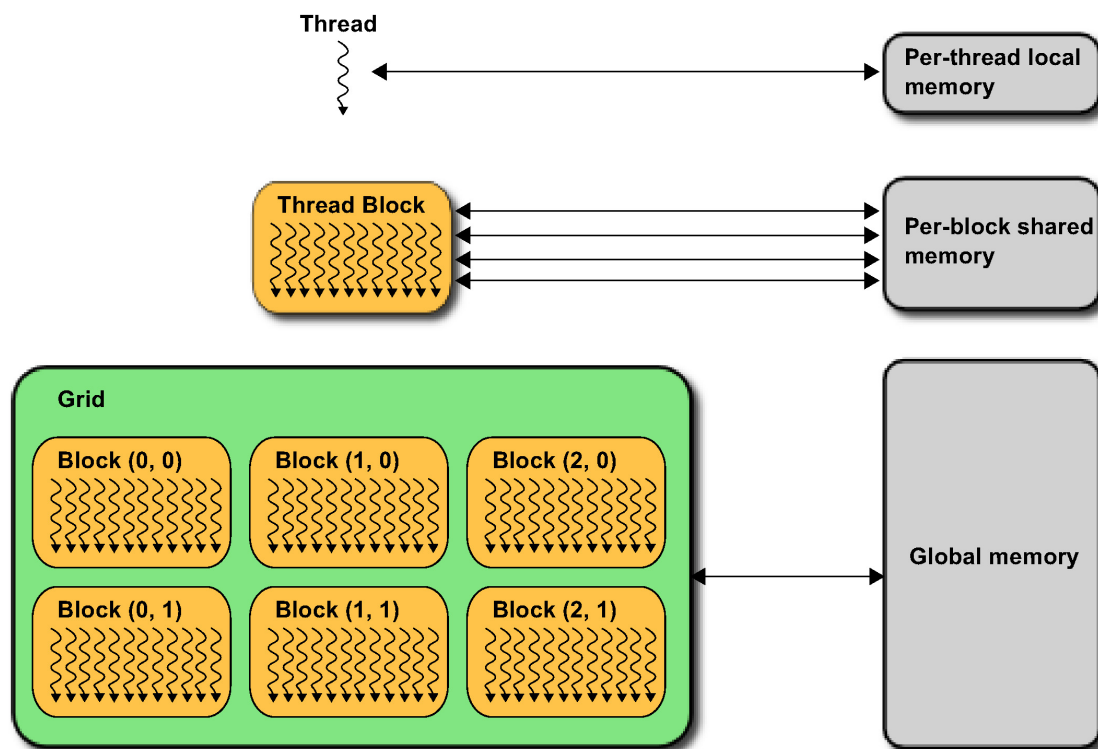 Thread
Per-thread local
memory
Thread Block
Per-block shared
memory
Grid
Block (0, 0)
Block (1, 0)
Block (2, 0)
Global memory
Block (0, 1)
Block (1, 1)
Block (2, 1)